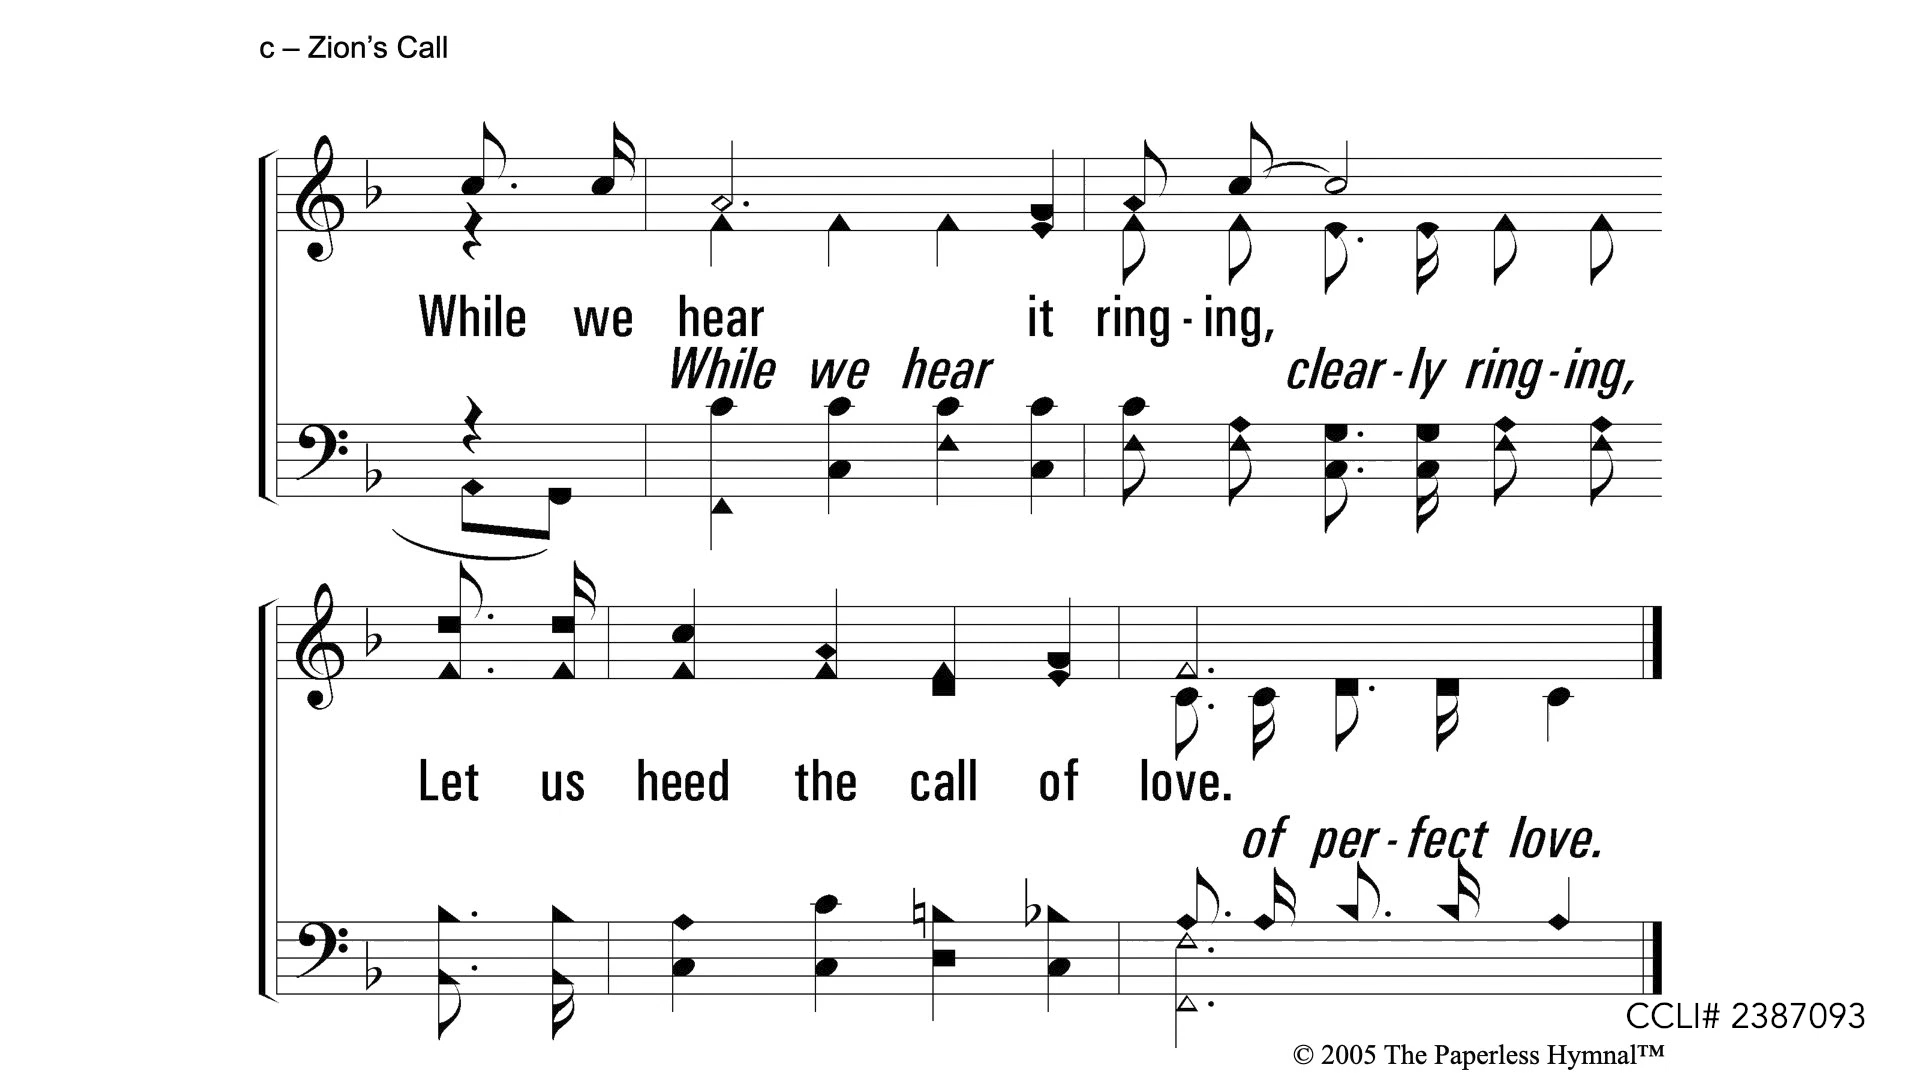 c – Zion’s Call
While we hear it ring - ing,
While we hear clear - ly ring - ing,
Let us heed the call of love.
of per - fect love.
CCLI# 2387093
© 2005 The Paperless Hymnal™